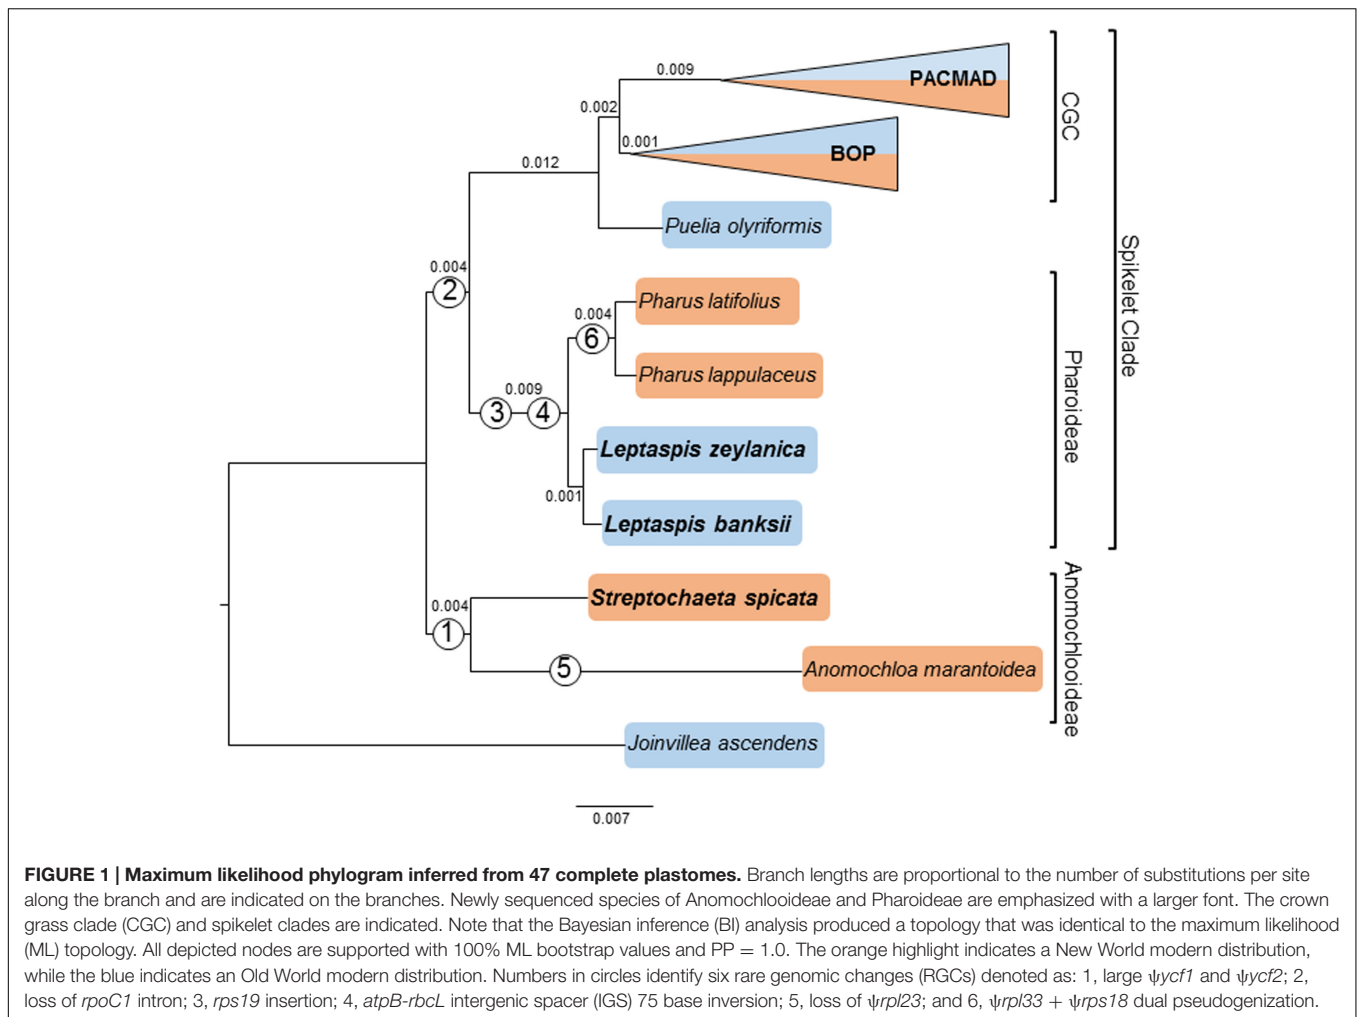 0.009
PACMAD
0.002
0.001
BOP
0.012
CGC
Puelia olyriformis
Spikelet Clade
0.004
2
Pharus latifolius
0.004
6
Pharus lappulaceus
0.009
3
4
Pharoideae
Leptaspis zeylanica
0.001
Leptaspis banksii
Streptochaeta spicata
0.004
1
5
Anomochloa marantoidea
Anomochlooideae
Joinvillea ascendens
0.007
FIGURE 1 | Maximum likelihood phylogram inferred from 47 complete plastomes. Branch lengths are proportional to the number of substitutions per site
along the branch and are indicated on the branches. Newly sequenced species of Anomochlooideae and Pharoideae are emphasized with a larger font. The crown
grass clade (CGC) and spikelet clades are indicated. Note that the Bayesian inference (BI) analysis produced a topology that was identical to the maximum likelihood
(ML) topology. All depicted nodes are supported with 100% ML bootstrap values and PP = 1.0. The orange highlight indicates a New World modern distribution,
while the blue indicates an Old World modern distribution. Numbers in circles identify six rare genomic changes (RGCs) denoted as: 1, large ψycf1 and ψycf2; 2,
loss of rpoC1 intron; 3, rps19 insertion; 4, atpB-rbcL intergenic spacer (IGS) 75 base inversion; 5, loss of ψrpl23; and 6, ψrpl33 + ψrps18 dual pseudogenization.